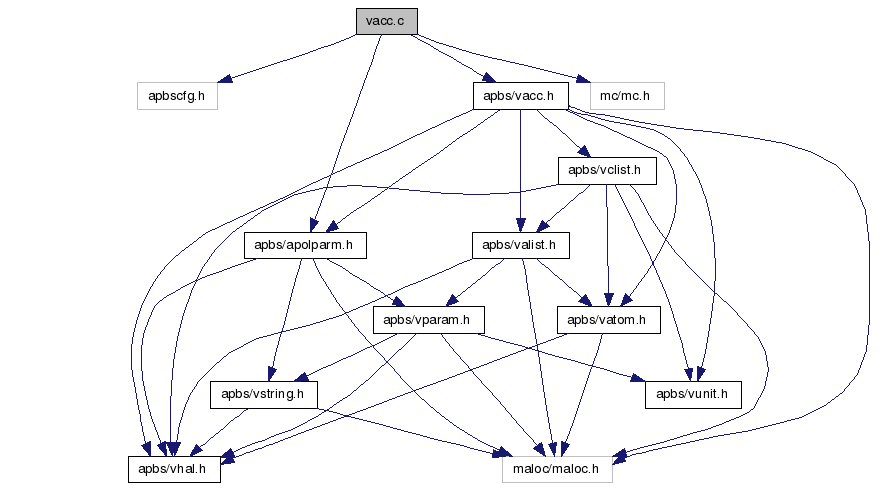 vacc.c
apbscfg.h
apbs/vacc.h
mc/mc.h
apbs/vclist.h
apbs/apolparm.h
apbs/valist.h
apbs/vparam.h
apbs/vatom.h
apbs/vstring.h
apbs/vunit.h
apbs/vhal.h
maloc/maloc.h